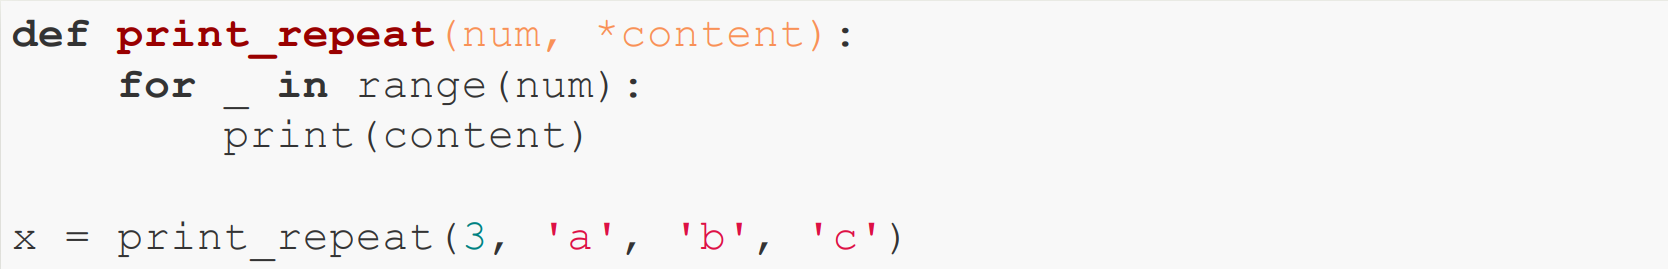 def print_repeat(num, *content):
    for _ in range(num):
        print(content)

x = print_repeat(3, 'a', 'b', 'c')